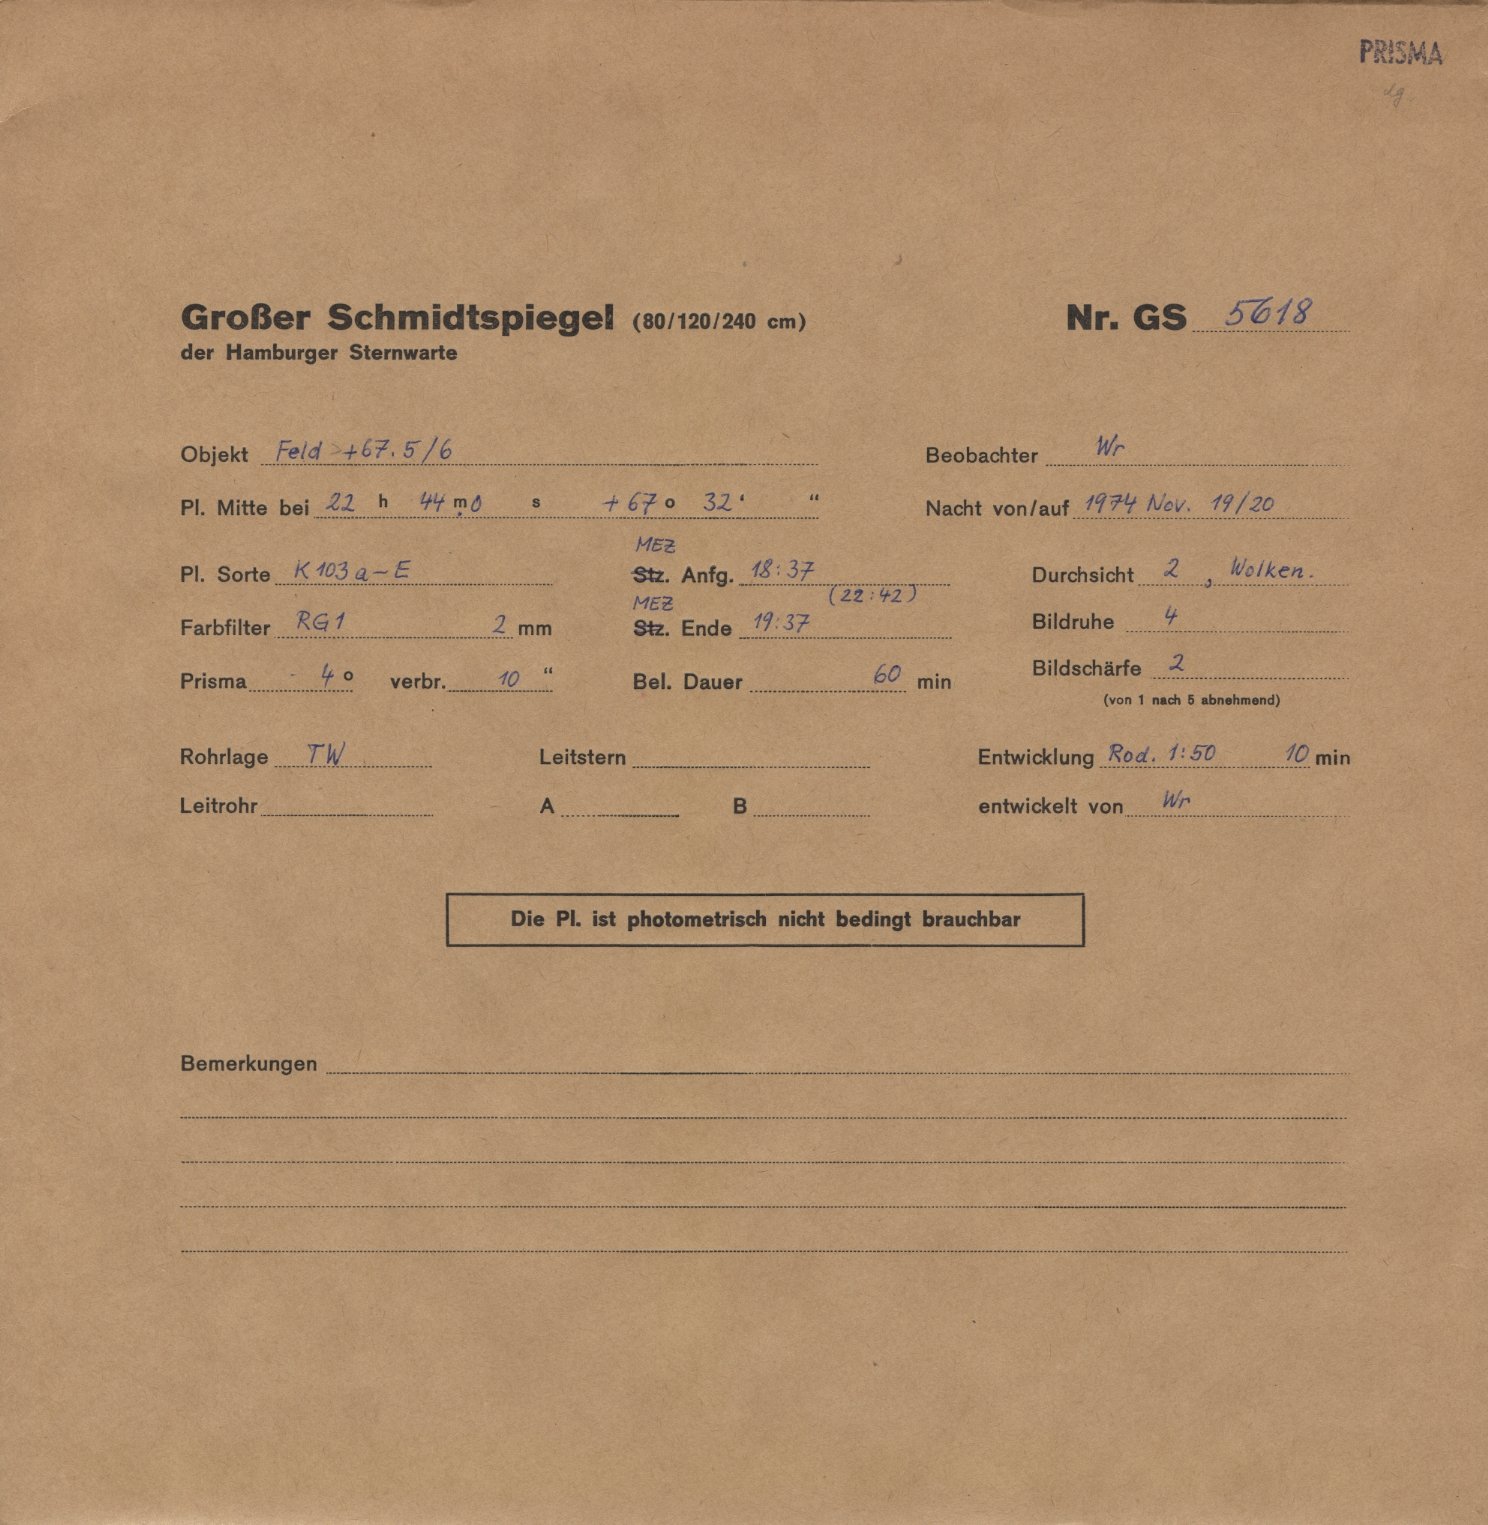 PRISMA
Großer Schmidtspiegel (80/120/240 cm) Nr. GS 5618
der Hamburger Sternwarte
Objekt Feld +67.5/6 Beobachter Wr
Pl. Mitte bei 22 h 44 m.0 s +67 o 32 ' “ Nacht von/auf 1974 Nov. 19/20
MEZ
Pl. Sorte K 103 a-E Stz. Anfg. 18:37 Durchsicht 2 , Wolken.
MEZ (22:42)
Farbfilter RG1 2 mm Stz. Ende 19:37 Bildruhe 4
Prisma 4 o verbr. 10 “ Bel. Dauer 60 min Bildschärfe 2
(von 1 nach 5 abnehmend)
Rohrlage TW Leitstern Entwicklung Rod. 1:50 10 min
Leitrohr A B entwickelt von Wr
Die Pl. ist photometrisch nicht bedingt brauchbar
Bemerkungen